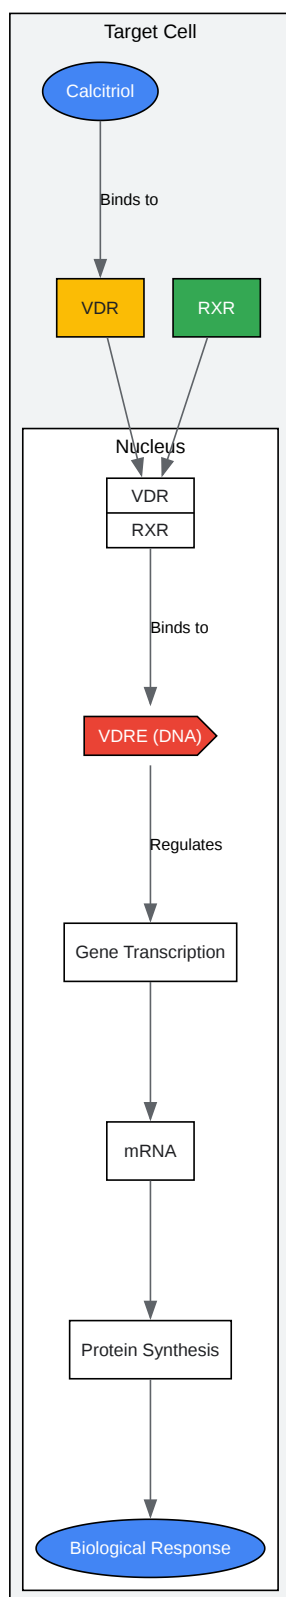 Target Cell
Calcitriol
Binds to
VDR
RXR
Nucleus
VDR
RXR
Binds to
VDRE (DNA)
Regulates
Gene Transcription
mRNA
Protein Synthesis
Biological Response